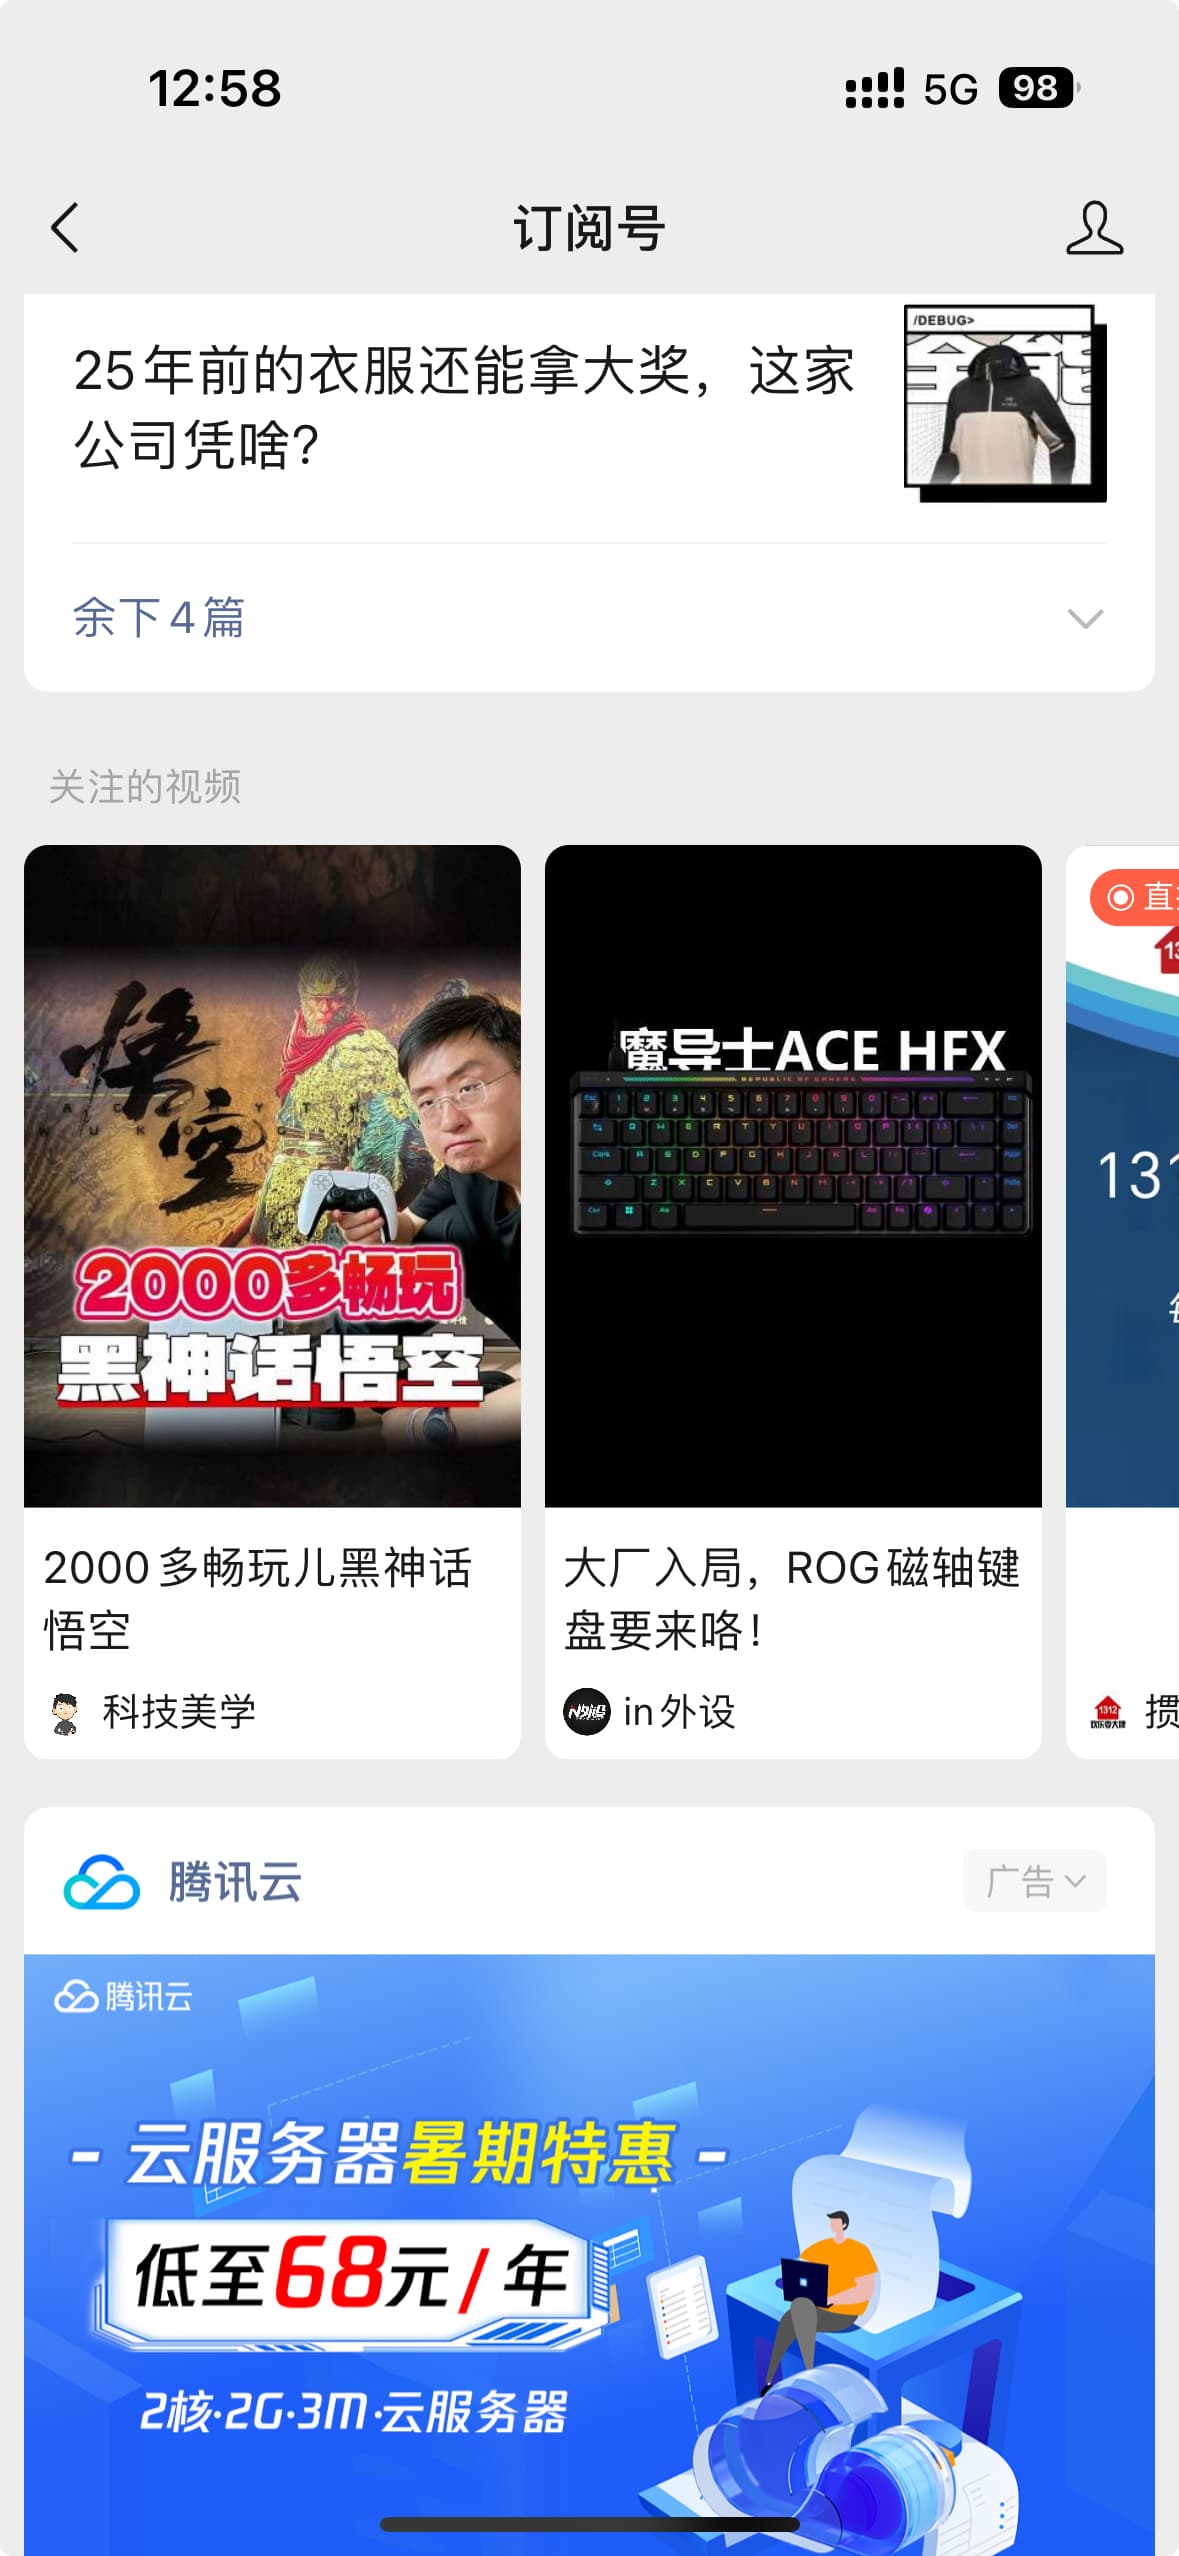 12:58
5G 98
订阅号
/DEBUG>
25年前的衣服还能拿大奖，这家
公司凭啥?
余下4篇
关注的视频
悟空
2000多畅玩
黑神话悟空
2000多畅玩儿黑神话
悟空
科技美学
魔导士ACE HFX
REPUBLIC OF GAMERS
大厂入局，ROG磁轴键
盘要来咯！
in外设
直
131
1312
掼
腾讯云
广告
腾讯云
- 云服务器暑期特惠 -
低至68元/年
2核·2G·3M·云服务器